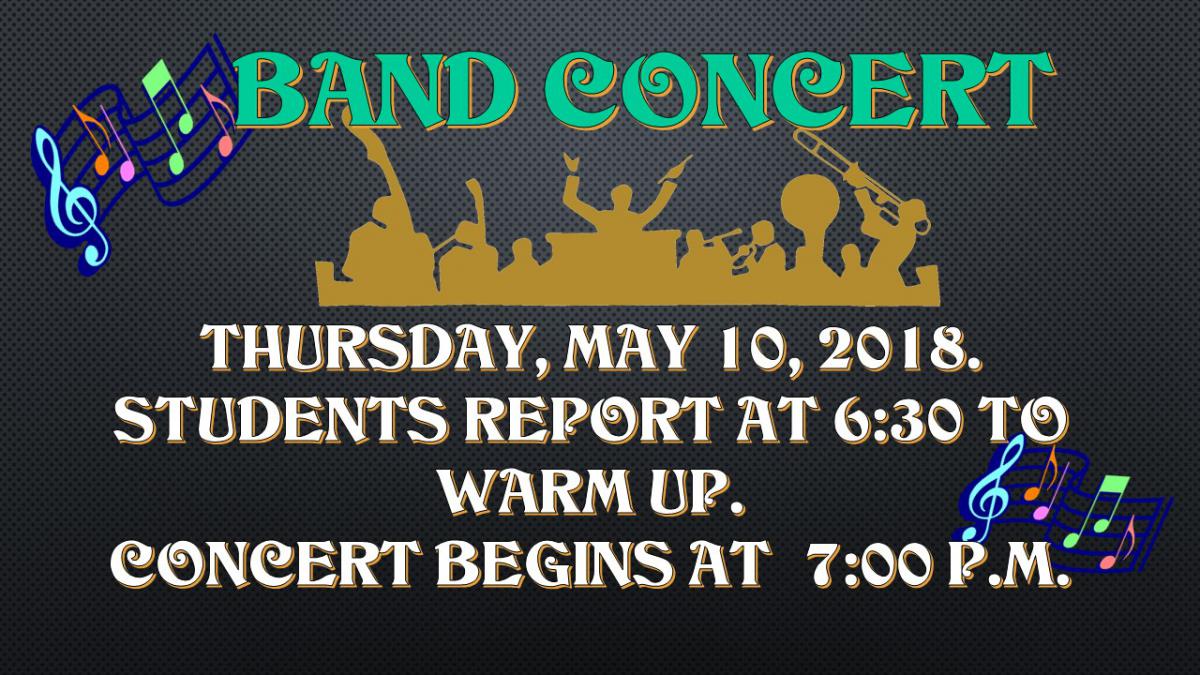 BAND CONCERT
THURSDAY, MAY 10, 2018.
STUDENTS REPORT AT 6:30 TO
WARM UP.
CONCERT BEGINS AT 7:00 P.M.